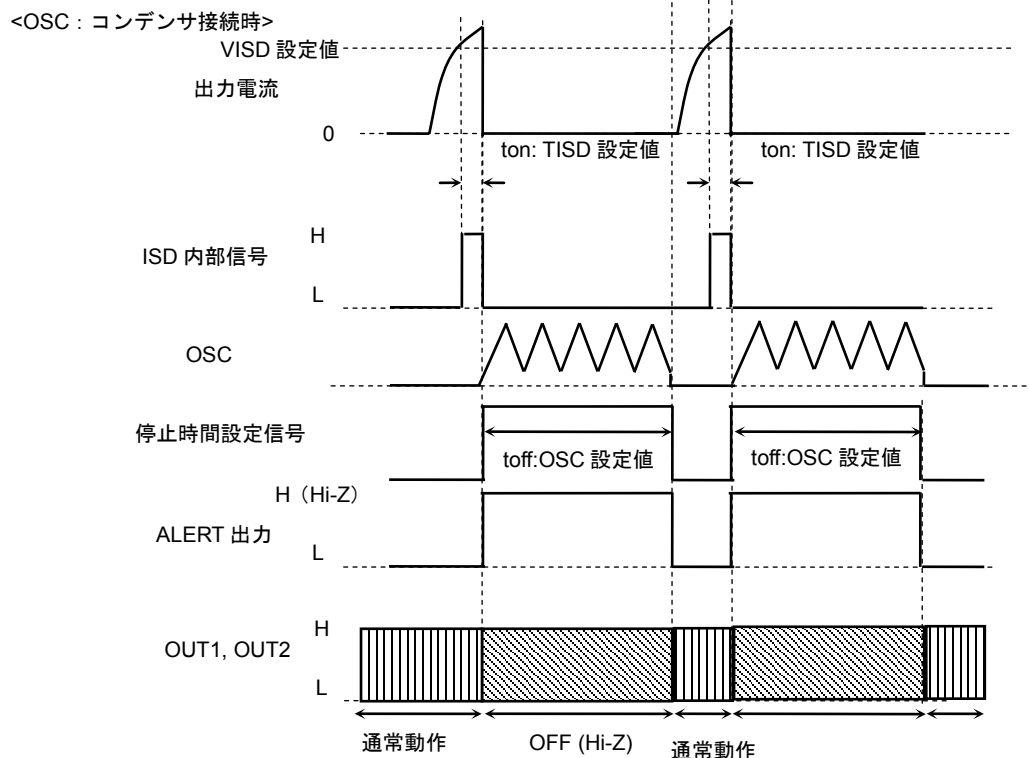 <OSC：コンデンサ接続時>
VISD 設定値
出力電流
0
ton: TISD 設定値
ton: TISD 設定値
H
ISD 内部信号
L
OSC
停止時間設定信号
toff:OSC 設定値
toff:OSC 設定値
H（Hi-Z）
ALERT 出力
L
H
OUT1, OUT2
L
通常動作
OFF (Hi-Z)
通常動作